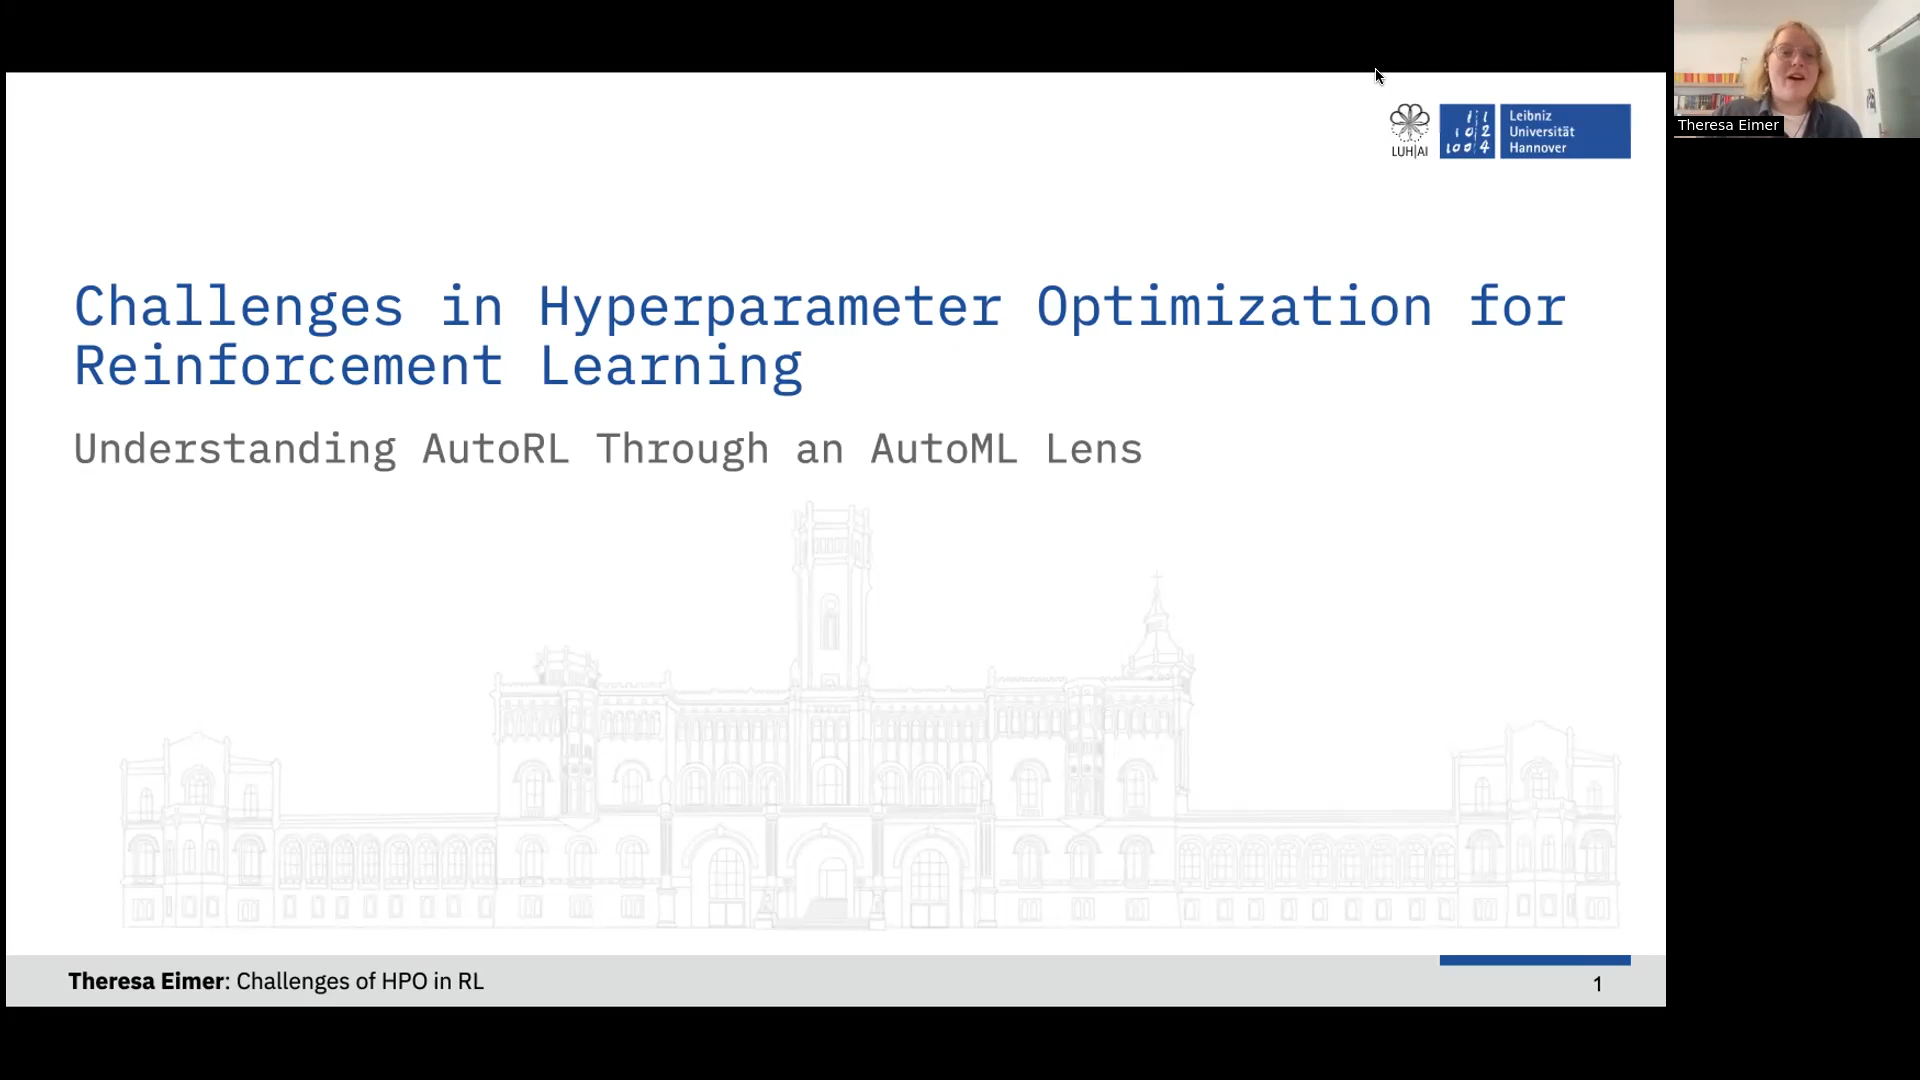 LUH|AI
Leibniz
Universität
Hannover
Theresa Eimer
Challenges in Hyperparameter Optimization for
Reinforcement Learning
Understanding AutoRL Through an AutoML Lens
Theresa Eimer: Challenges of HPO in RL
1